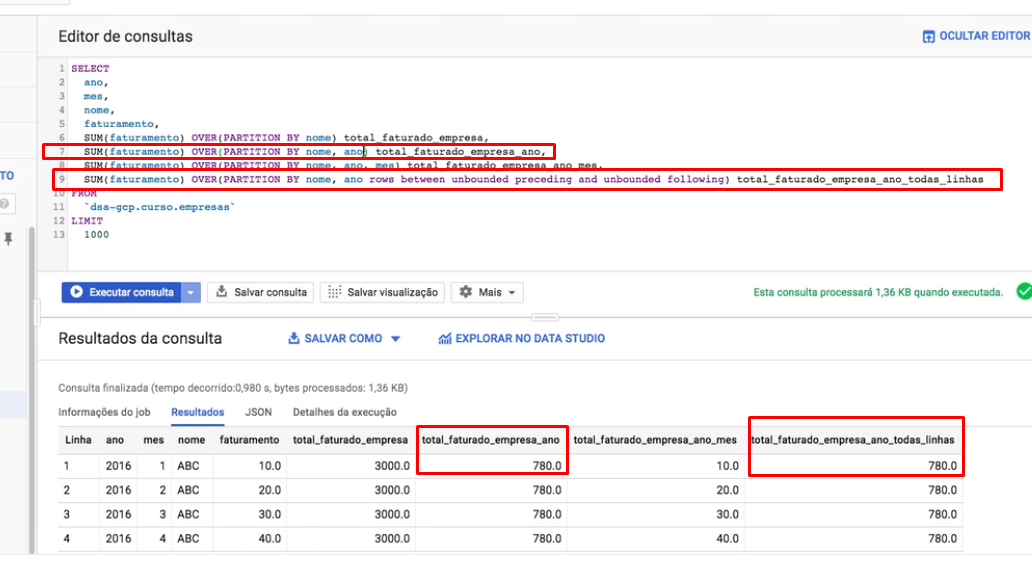 Editor de consultas
OCULTAR EDITOR
1 SELECT
2 ano,
3 mes,
4 nome,
5 faturamento,
6 SUM(faturamento) OVER(PARTITION BY nome) total_faturado_empresa,
7 SUM(faturamento) OVER(PARTITION BY nome, ano) total_faturado_empresa_ano,
8 SUM(faturamento) OVER(PARTITION BY nome, ano, mes) total_faturado_empresa_ano_mes,
9 SUM(faturamento) OVER(PARTITION BY nome, ano rows between unbounded preceding and unbounded following) total_faturado_empresa_ano_todas_linhas
10 FROM
11 `dsa-gcp.curso.empresas`
12 LIMIT
13 1000
TO
Executar consulta Salvar consulta Salvar visualização Mais Esta consulta processará 1,36 KB quando executada.
Resultados da consulta SALVAR COMO EXPLORAR NO DATA STUDIO
Consulta finalizada (tempo decorrido:0,980 s, bytes processados: 1,36 KB)
Informações do job Resultados JSON Detalhes da execução
Linha ano mes nome faturamento total_faturado_empresa total_faturado_empresa_ano total_faturado_empresa_ano_mes total_faturado_empresa_ano_todas_linhas
1 2016 1 ABC 10.0 3000.0 780.0 10.0 780.0
2 2016 2 ABC 20.0 3000.0 780.0 20.0 780.0
3 2016 3 ABC 30.0 3000.0 780.0 30.0 780.0
4 2016 4 ABC 40.0 3000.0 780.0 40.0 780.0